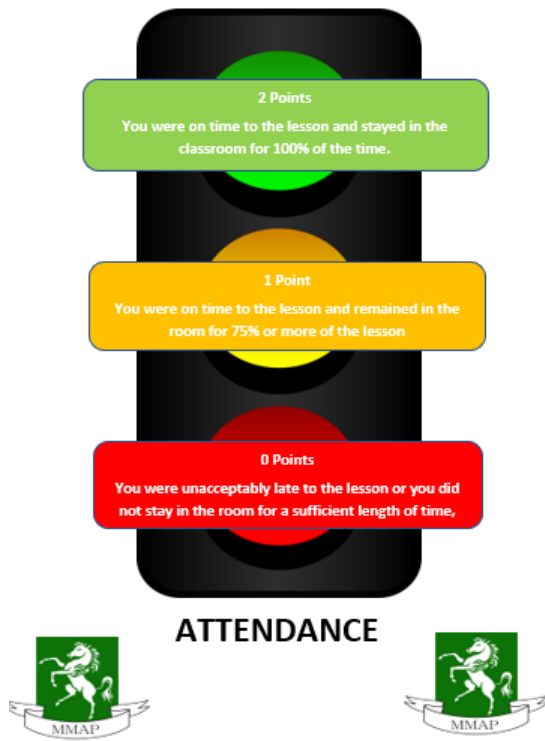 2 Points
You were on time to the lesson and stayed in the
classroom for 100% of the time.
1 Point
You were on time to the lesson and remained in the
room for 75% or more of the lesson
0 Points
You were unacceptably late to the lesson or you did
not stay in the room for a sufficient length of time,
ATTENDANCE
MMAP
MMAP